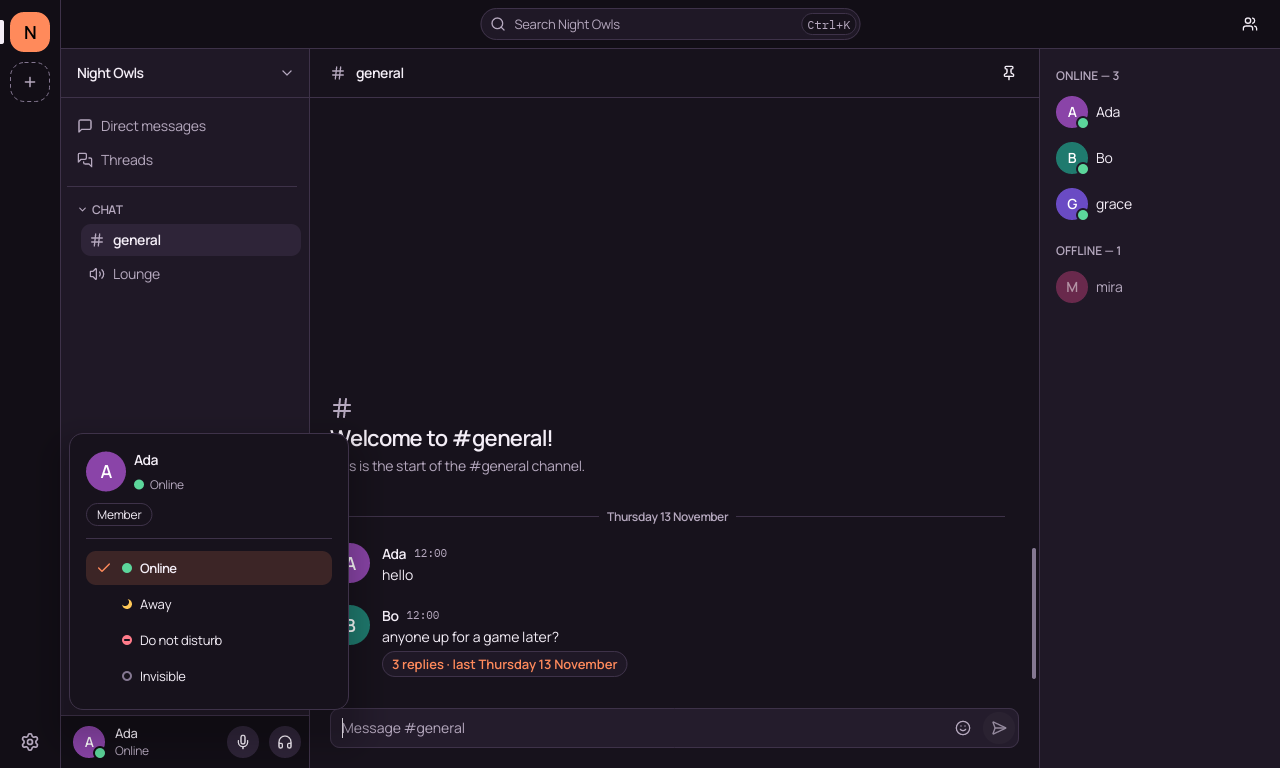 N
Search Night Owls
Ctrl+K
Night Owls
Direct messages
Threads
CHAT
general
Lounge
general
Welcome to #general!
s is the start of the #general channel.
Thursday 13 November
Ada 12:00
hello
B
Bo 12:00
anyone up for a game later?
3 replies · last Thursday 13 November
Message #general
A
Ada
Online
Member
Online
Away
Do not disturb
Invisible
A
Ada
Online
ONLINE — 3
A
Ada
B
Bo
G
grace
OFFLINE — 1
M
mira